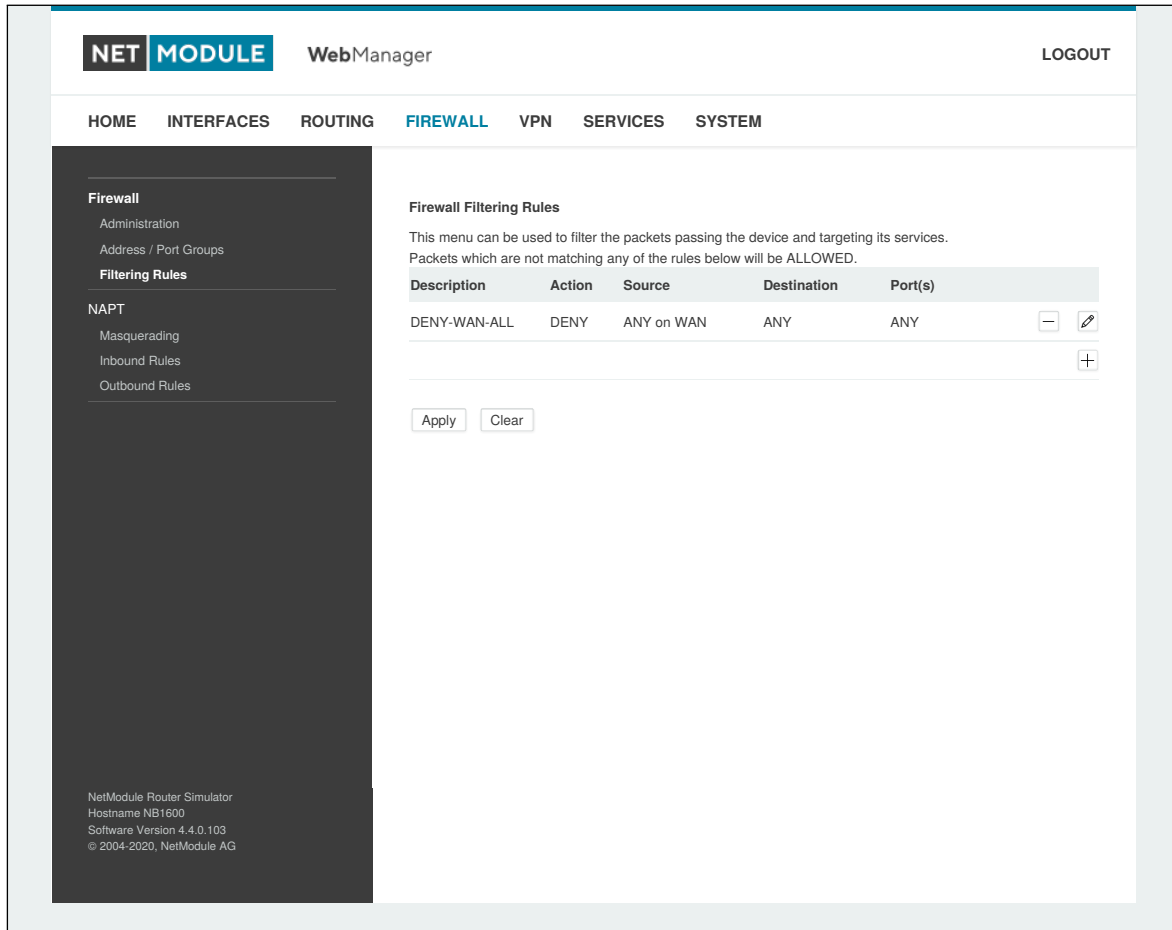 NET MODULE WebManager LOGOUT
HOME INTERFACES ROUTING FIREWALL VPN SERVICES SYSTEM
Firewall
Administration
Address / Port Groups
Filtering Rules
NAPT
Masquerading
Inbound Rules
Outbound Rules
Firewall Filtering Rules
This menu can be used to filter the packets passing the device and targeting its services.
Packets which are not matching any of the rules below will be ALLOWED.
Description Action Source Destination Port(s)
DENY-WAN-ALL DENY ANY on WAN ANY ANY
Apply Clear
NetModule Router Simulator
Hostname NB1600
Software Version 4.4.0.103
© 2004-2020, NetModule AG